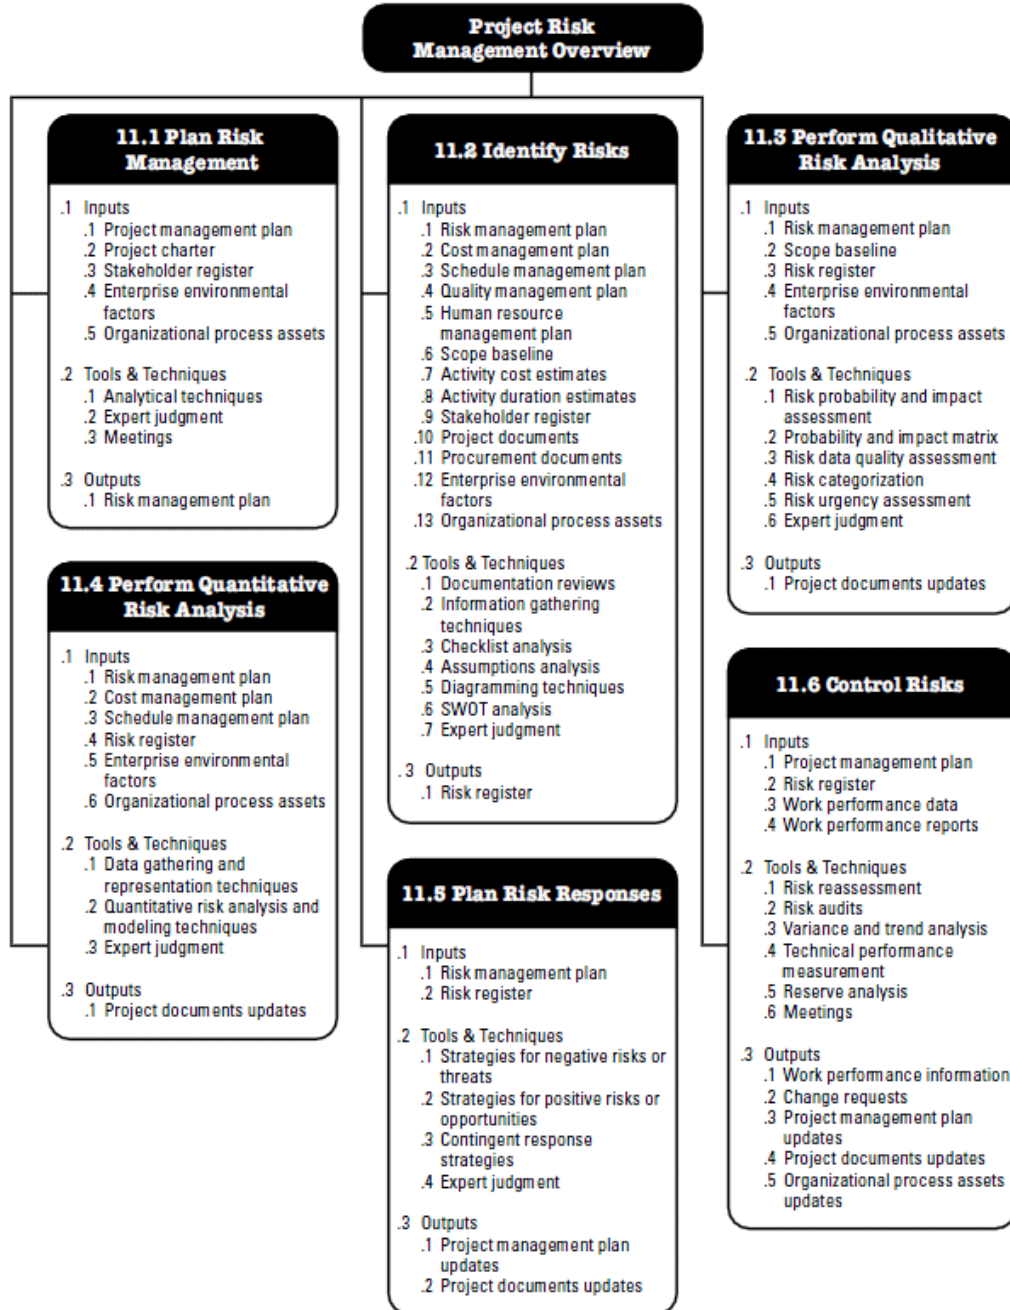 Project Risk
Management Overview
11.1 Plan Risk
Management
.1 Inputs
.1 Project management plan
.2 Project charter
.3 Stakeholder register
.4 Enterprise environmental
factors
.5 Organizational process assets
.2 Tools & Techniques
.1 Analytical techniques
.2 Expert judgment
.3 Meetings
.3 Outputs
.1 Risk management plan
11.2 Identify Risks
.1 Inputs
.1 Risk management plan
.2 Cost management plan
.3 Schedule management plan
.4 Quality management plan
.5 Human resource
management plan
.6 Scope baseline
.7 Activity cost estimates
.8 Activity duration estimates
.9 Stakeholder register
.10 Project documents
.11 Procurement documents
.12 Enterprise environmental
factors
.13 Organizational process assets
.2 Tools & Techniques
.1 Documentation reviews
.2 Information gathering
techniques
.3 Checklist analysis
.4 Assumptions analysis
.5 Diagramming techniques
.6 SWOT analysis
.7 Expert judgment
.3 Outputs
.1 Risk register
11.3 Perform Qualitative
Risk Analysis
.1 Inputs
.1 Risk management plan
.2 Scope baseline
.3 Risk register
.4 Enterprise environmental
factors
.5 Organizational process assets
.2 Tools & Techniques
.1 Risk probability and impact
assessment
.2 Probability and impact matrix
.3 Risk data quality assessment
.4 Risk categorization
.5 Risk urgency assessment
.6 Expert judgment
.3 Outputs
.1 Project documents updates
11.4 Perform Quantitative
Risk Analysis
.1 Inputs
.1 Risk management plan
.2 Cost management plan
.3 Schedule management plan
.4 Risk register
.5 Enterprise environmental
factors
.6 Organizational process assets
.2 Tools & Techniques
.1 Data gathering and
representation techniques
.2 Quantitative risk analysis and
modeling techniques
.3 Expert judgment
.3 Outputs
.1 Project documents updates
11.5 Plan Risk Responses
.1 Inputs
.1 Risk management plan
.2 Risk register
.2 Tools & Techniques
.1 Strategies for negative risks or
threats
.2 Strategies for positive risks or
opportunities
.3 Contingent response
strategies
.4 Expert judgment
.3 Outputs
.1 Project management plan
updates
.2 Project documents updates
11.6 Control Risks
.1 Inputs
.1 Project management plan
.2 Risk register
.3 Work performance data
.4 Work performance reports
.2 Tools & Techniques
.1 Risk reassessment
.2 Risk audits
.3 Variance and trend analysis
.4 Technical performance
measurement
.5 Reserve analysis
.6 Meetings
.3 Outputs
.1 Work performance information
.2 Change requests
.3 Project management plan
updates
.4 Project documents updates
.5 Organizational process assets
updates